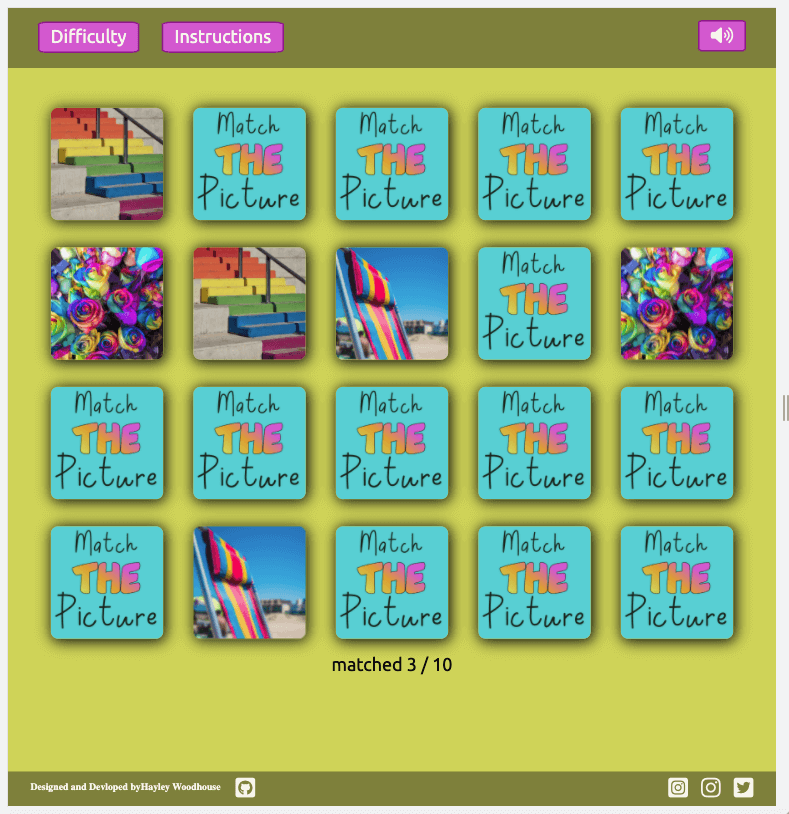 Difficulty Instructions
Match Match Match Match
THE THE THE THE
Picture Picture Picture Picture
Match
THE
Picture
Match Match Match Match Match
THE THE THE THE THE
Picture Picture Picture Picture Picture
Match Match Match Match
THE THE THE THE
Picture Picture Picture Picture
matched 3 / 10
Designed and Devloped byHayley Woodhouse